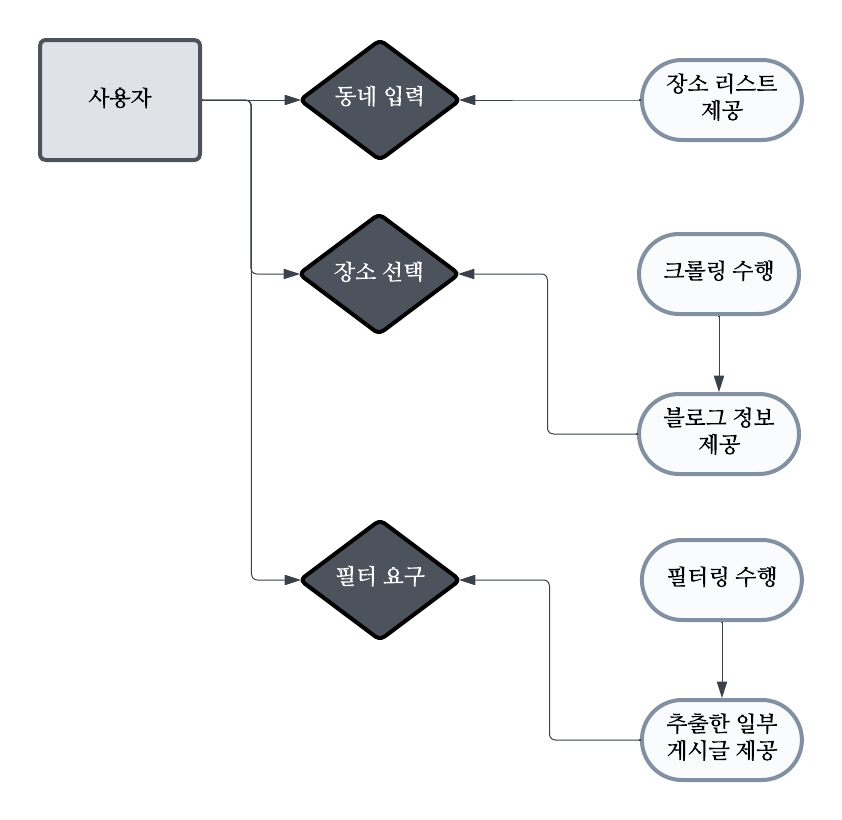 사용자
동네 입력
장소 리스트
제공
장소 선택
크롤링 수행
블로그 정보
제공
필터 요구
필터링 수행
추출한 일부
게시글 제공